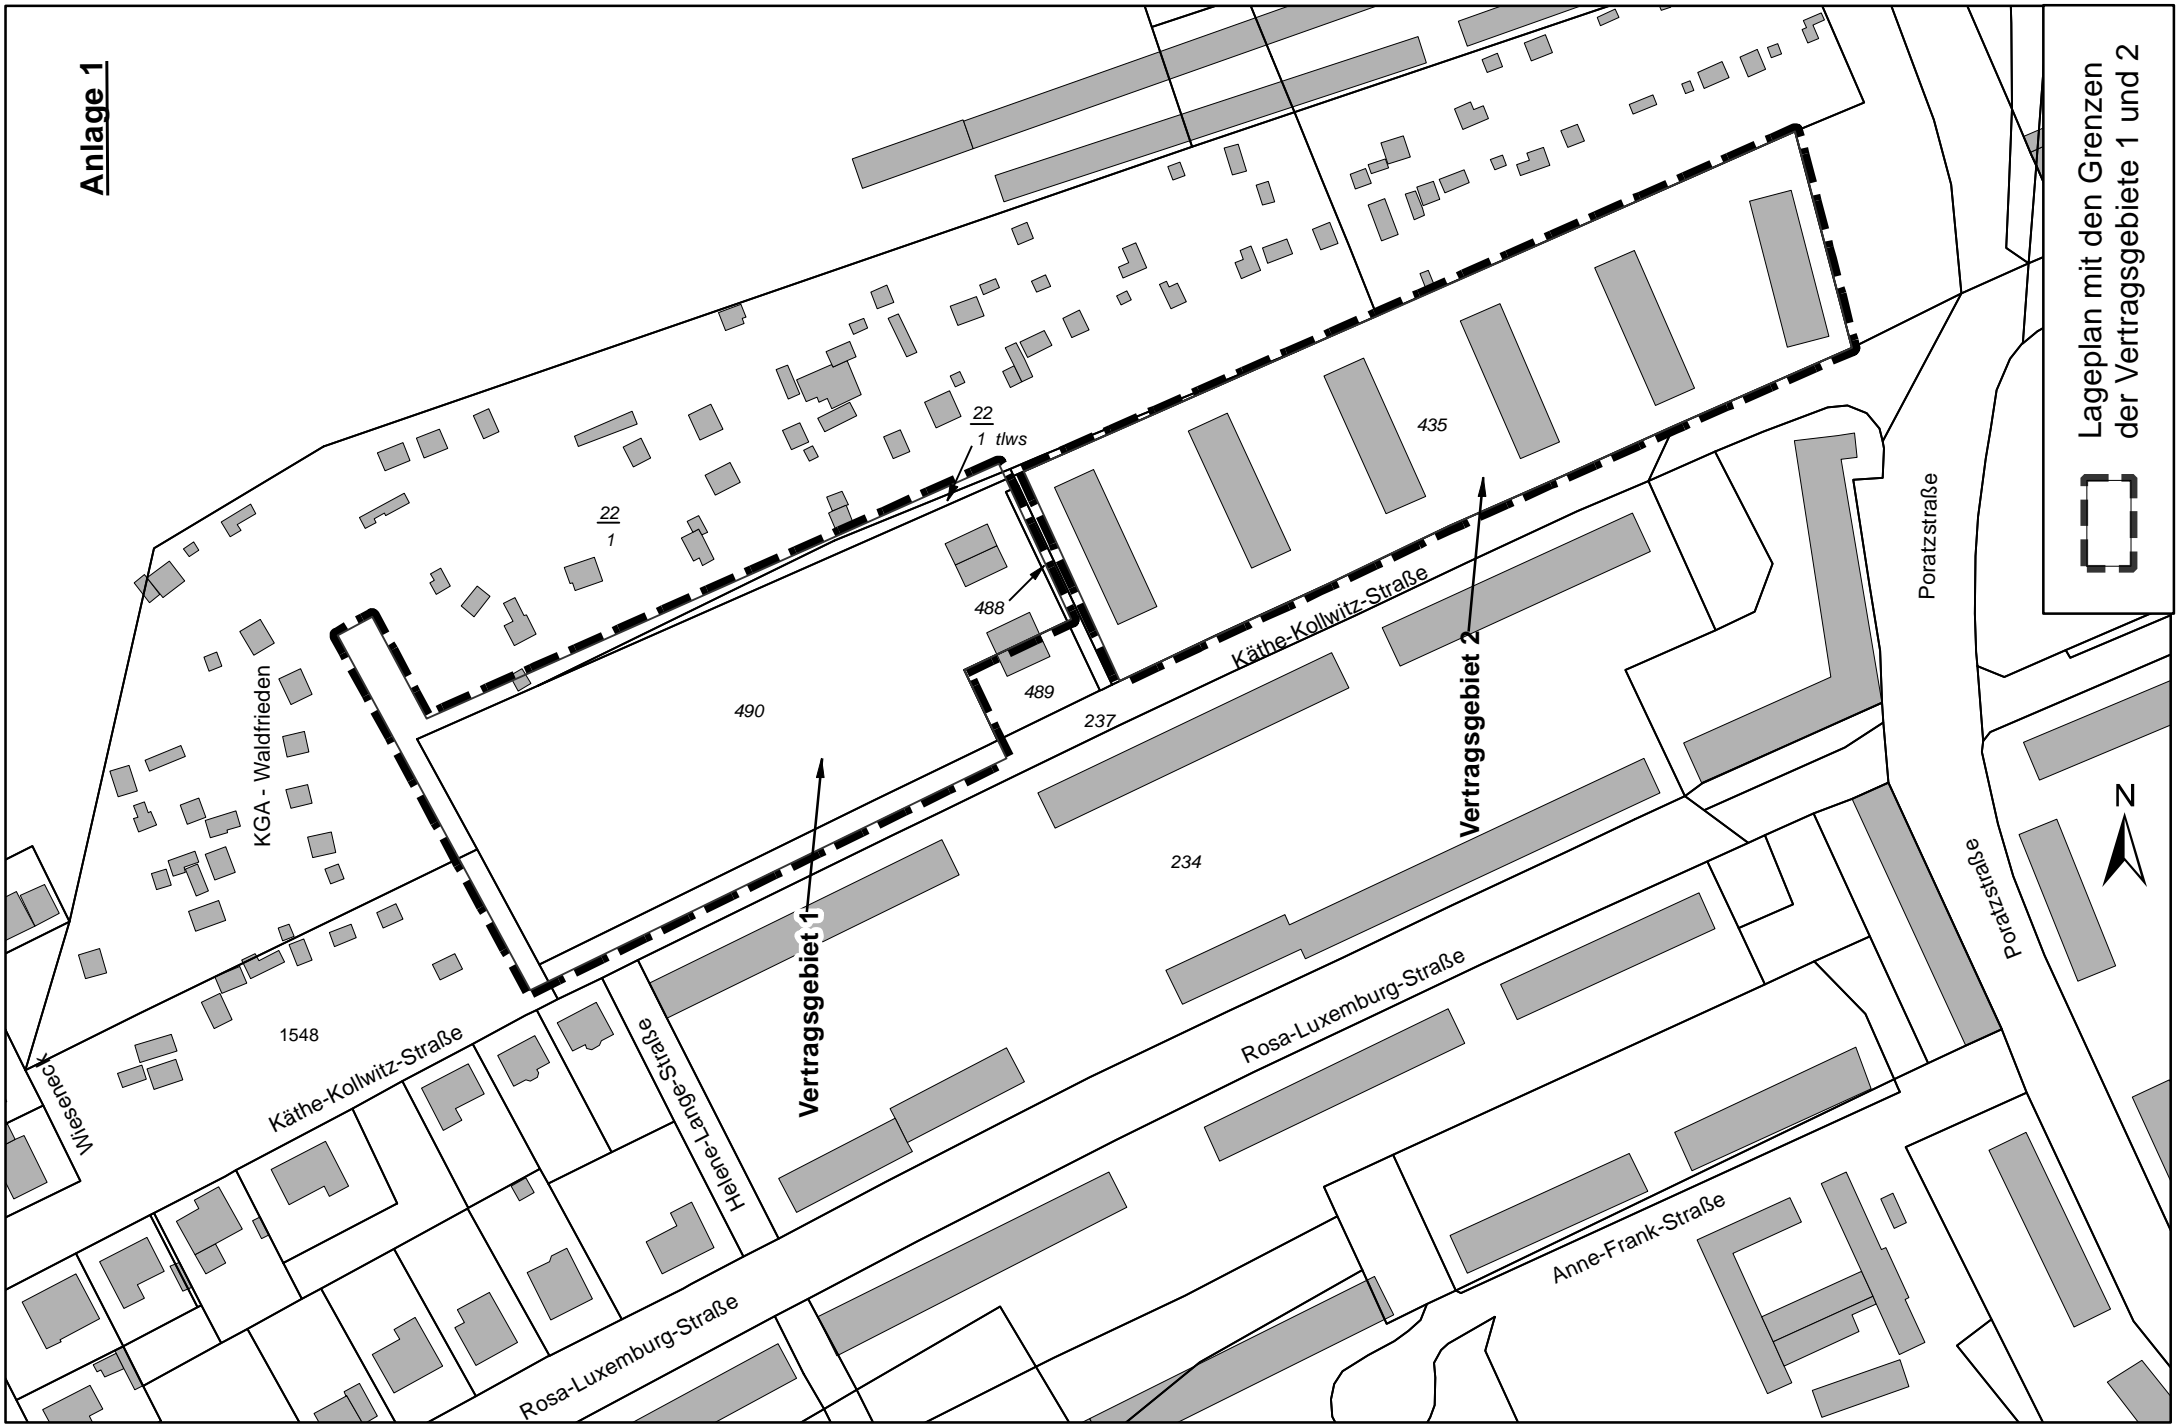 Anlage 1
Lageplan mit den Grenzen
der Vertragsgebiete 1 und 2
22
1 tlws
22
1
435
488
489
490
237
234
1548
KGA - Waldfrieden
Vertragsgebiet 1
Vertragsgebiet 2
Käthe-Kollwitz-Straße
Käthe-Kollwitz-Straße
Wieseneck
Helene-Lange-Straße
Rosa-Luxemburg-Straße
Rosa-Luxemburg-Straße
Anne-Frank-Straße
Poratzstraße
Poratzstraße
N